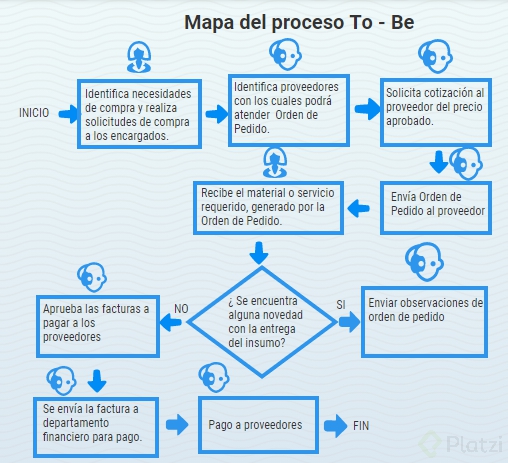 Mapa del proceso To - Be
INICIO
Identifica necesidades
de compra y realiza
solicitudes de compra
a los encargados.
Identifica proveedores
con los cuales podrá
atender Orden de
Pedido.
Solicita cotización al
proveedor del precio
aprobado.
Envía Orden de
Pedido al proveedor
Recibe el material o servicio
requerido, generado por la
Orden de Pedido.
¿ Se encuentra
alguna novedad
con la entrega
del insumo?
SI
Enviar observaciones de
orden de pedido
NO
Aprueba las facturas a
pagar a los
proveedores
Se envía la factura a
departamento
financiero para pago.
Pago a proveedores
FIN
Platzi